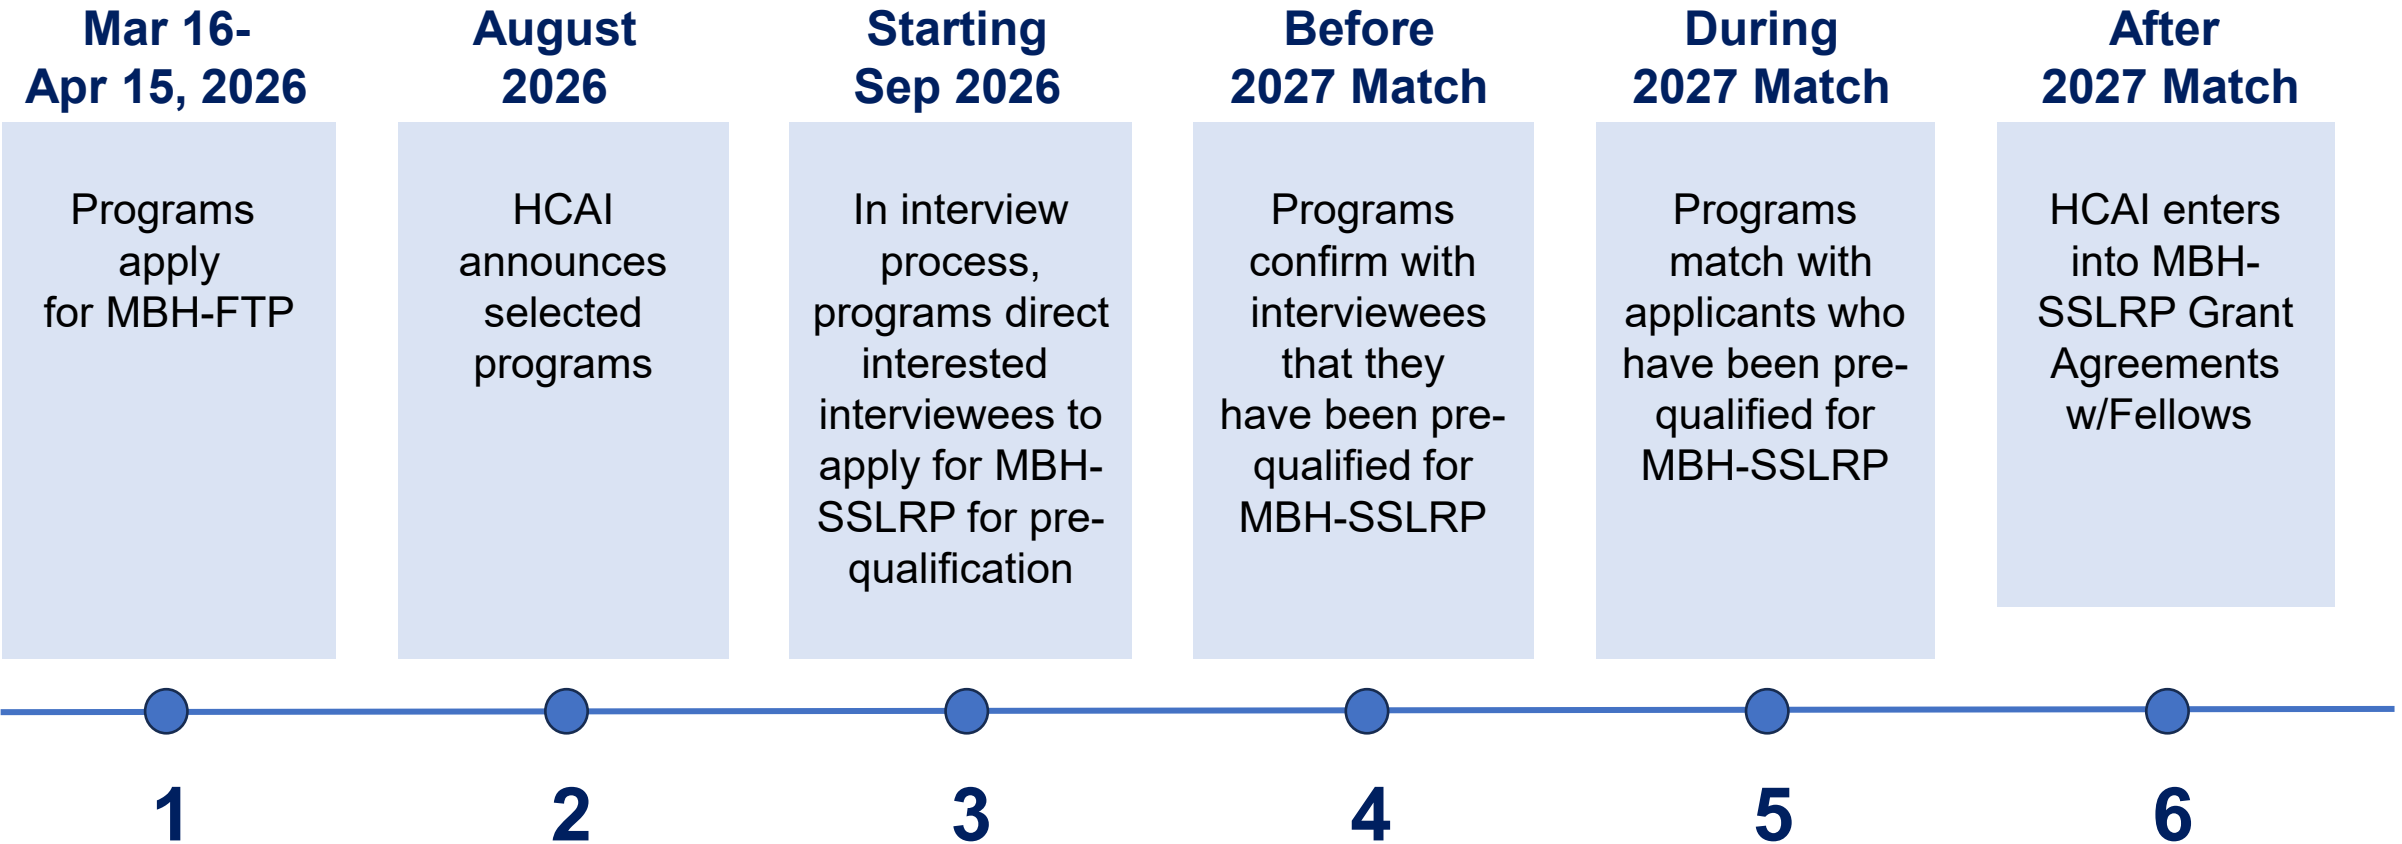 Mar 16-
Apr 15, 2026
Programs
apply
for MBH-FTP
1
August
2026
HCAI
announces
selected
programs
2
Starting
Sep 2026
In interview
process,
programs direct
interested
interviewees to
apply for MBH-
SSLRP for pre-
qualification
3
Before
2027 Match
Programs
confirm with
interviewees
that they
have been pre-
qualified for
MBH-SSLRP
4
During
2027 Match
Programs
match with
applicants who
have been pre-
qualified for
MBH-SSLRP
5
After
2027 Match
HCAI enters
into MBH-
SSLRP Grant
Agreements
w/Fellows
6